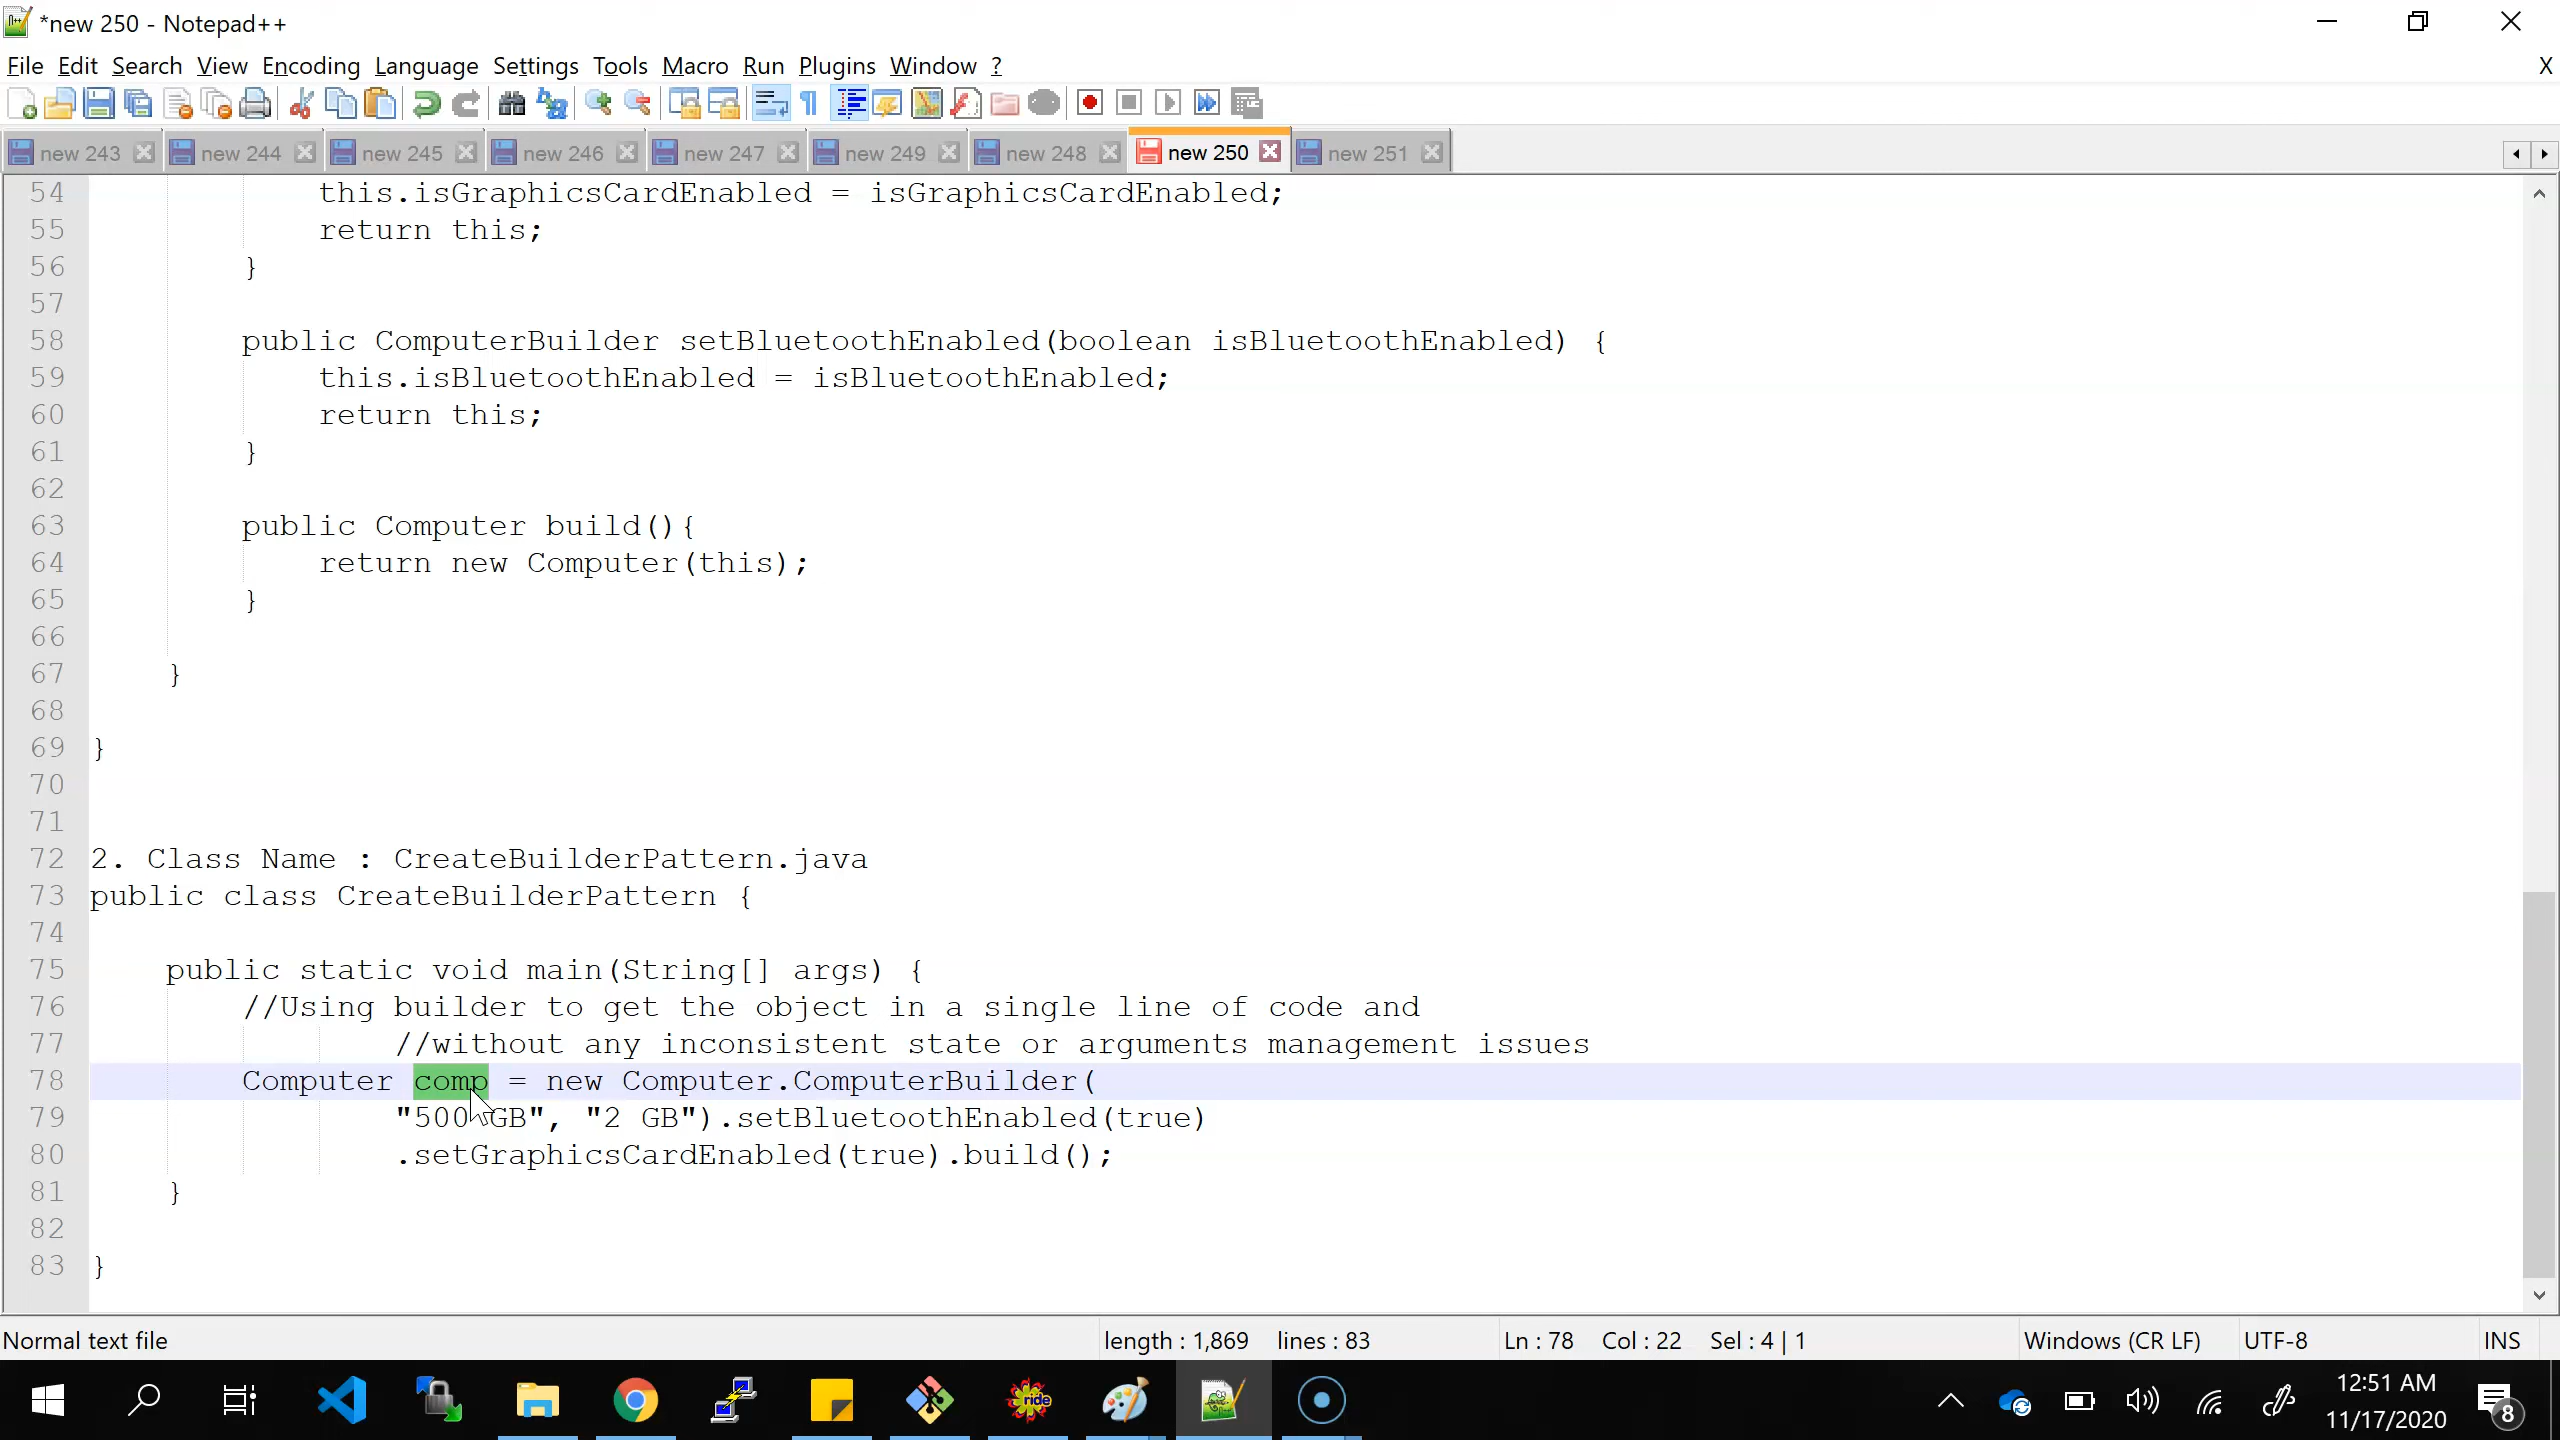 *new 250 - Notepad++
File Edit Search View Encoding Language Settings Tools Macro Run Plugins Window ? X
new 243 new 244 new 245 new 246 new 247 new 249 new 248 new 250 new 251
54 this.isGraphicsCardEnabled = isGraphicsCardEnabled;
55 return this;
56 }
57
58 public ComputerBuilder setBluetoothEnabled(boolean isBluetoothEnabled) {
59 this.isBluetoothEnabled = isBluetoothEnabled;
60 return this;
61 }
62
63 public Computer build(){
64 return new Computer(this);
65 }
66
67 }
68
69 }
70
71
72 2. Class Name : CreateBuilderPattern.java
73 public class CreateBuilderPattern {
74
75 public static void main(String[] args) {
76 //Using builder to get the object in a single line of code and
77 //without any inconsistent state or arguments management issues
78 Computer comp = new Computer.ComputerBuilder(
79 "500 GB", "2 GB").setBluetoothEnabled(true)
80 .setGraphicsCardEnabled(true).build();
81 }
82
83 }
Normal text file length : 1,869 lines : 83 Ln : 78 Col : 22 Sel : 4 | 1 Windows (CR LF) UTF-8 INS
ride
12:51 AM
11/17/2020
8